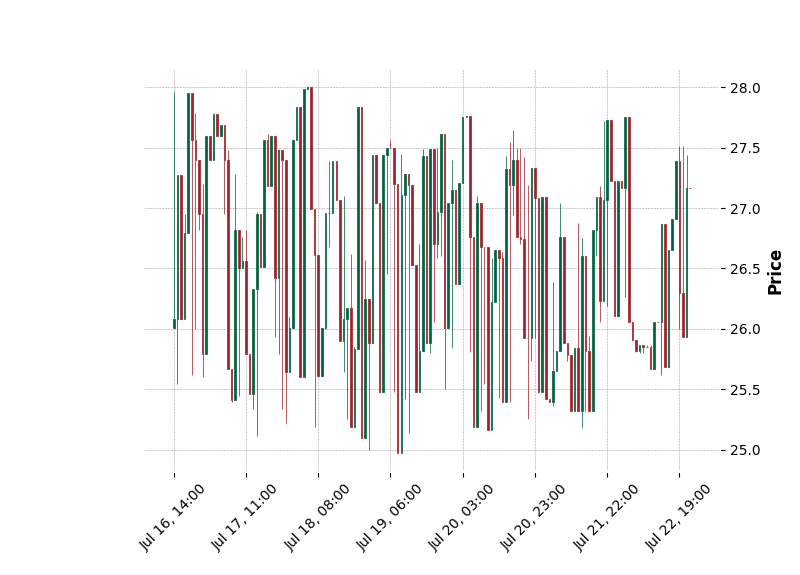 28.0
27.5
27.0
26.5
26.0
25.5
25.0
Price
Jul 16, 14:00
Jul 17, 11:00
Jul 18, 08:00
Jul 19, 06:00
Jul 20, 03:00
Jul 20, 23:00
Jul 21, 22:00
Jul 22, 19:00